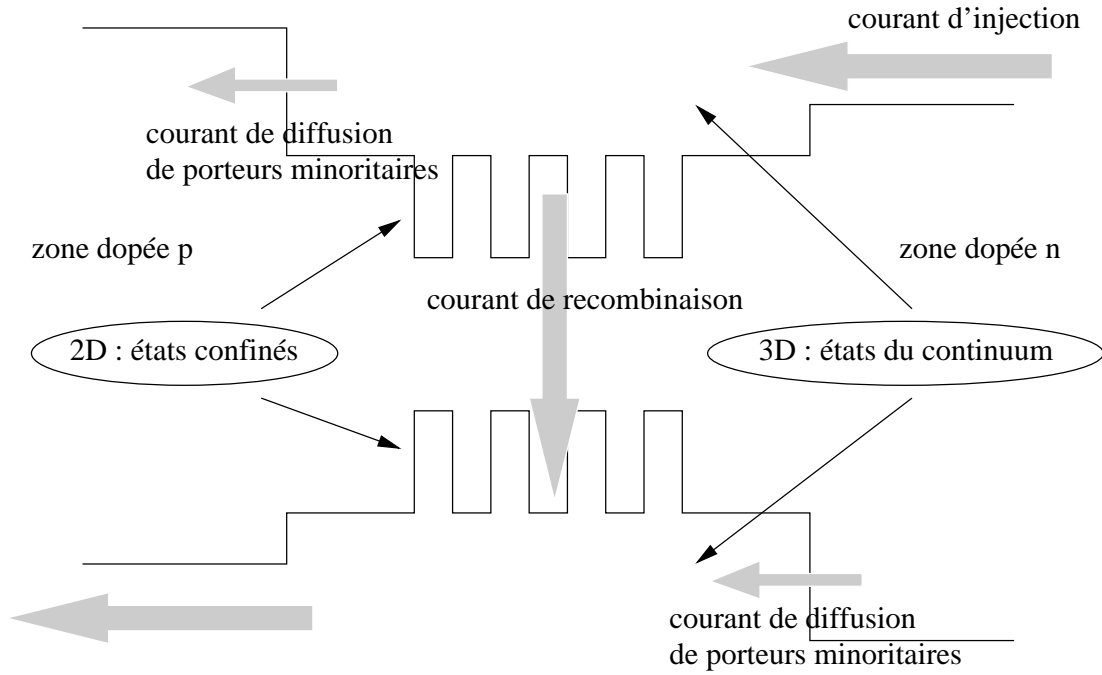 courant d'injection
courant de diffusion
de porteurs minoritaires
zone dopée p
zone dopée n
courant de recombinaison
2D : états confinés
3D : états du continuum
courant de diffusion
de porteurs minoritaires